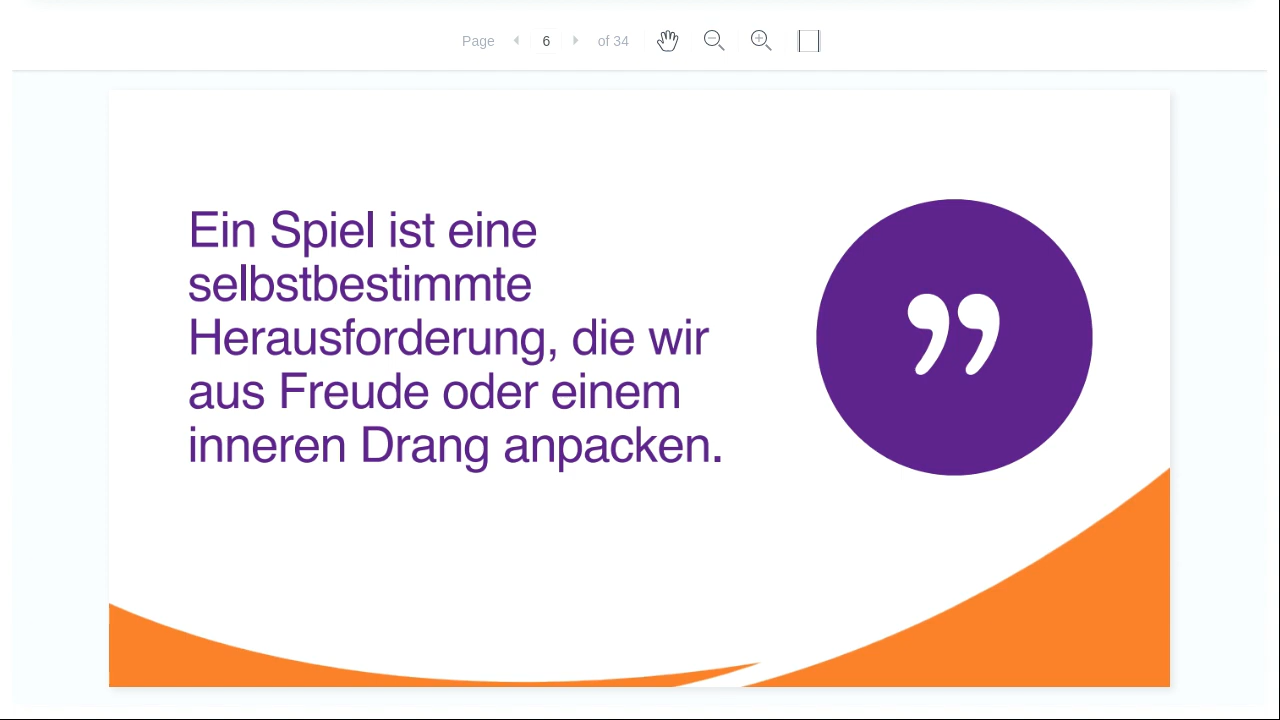 Page 6 of 34
Ein Spiel ist eine
selbstbestimmte
Herausforderung, die wir
aus Freude oder einem
inneren Drang anpacken.
”